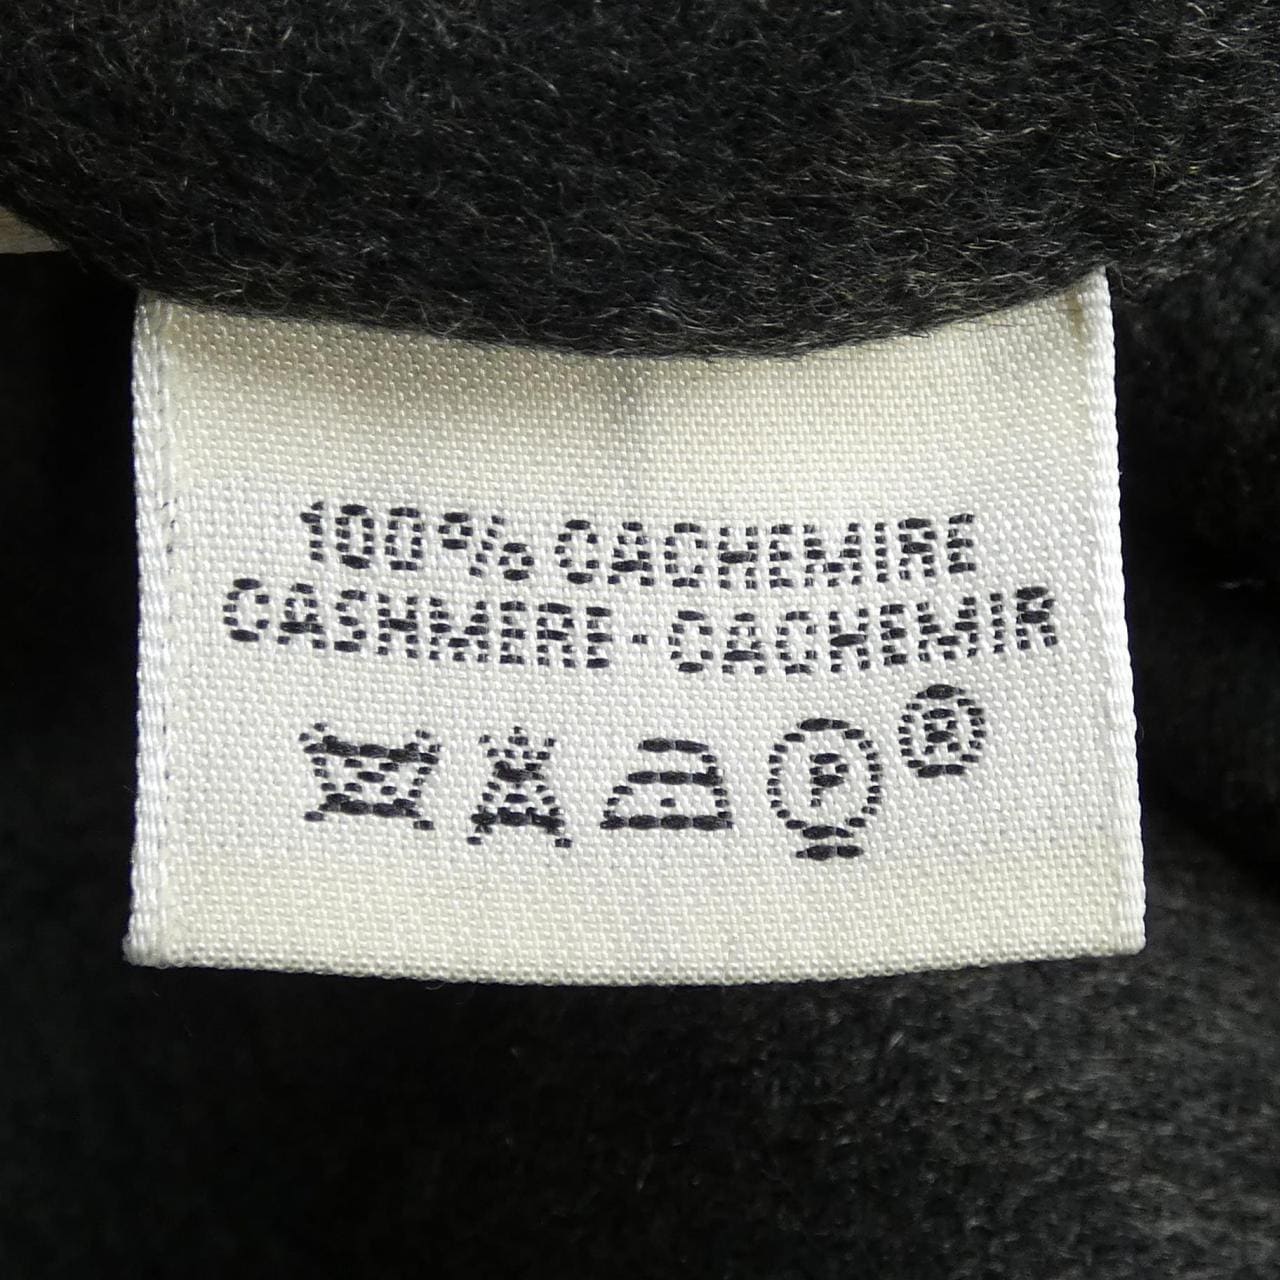 100% CACHEMIRE
CASHMERE - CACHEMIR
P ®